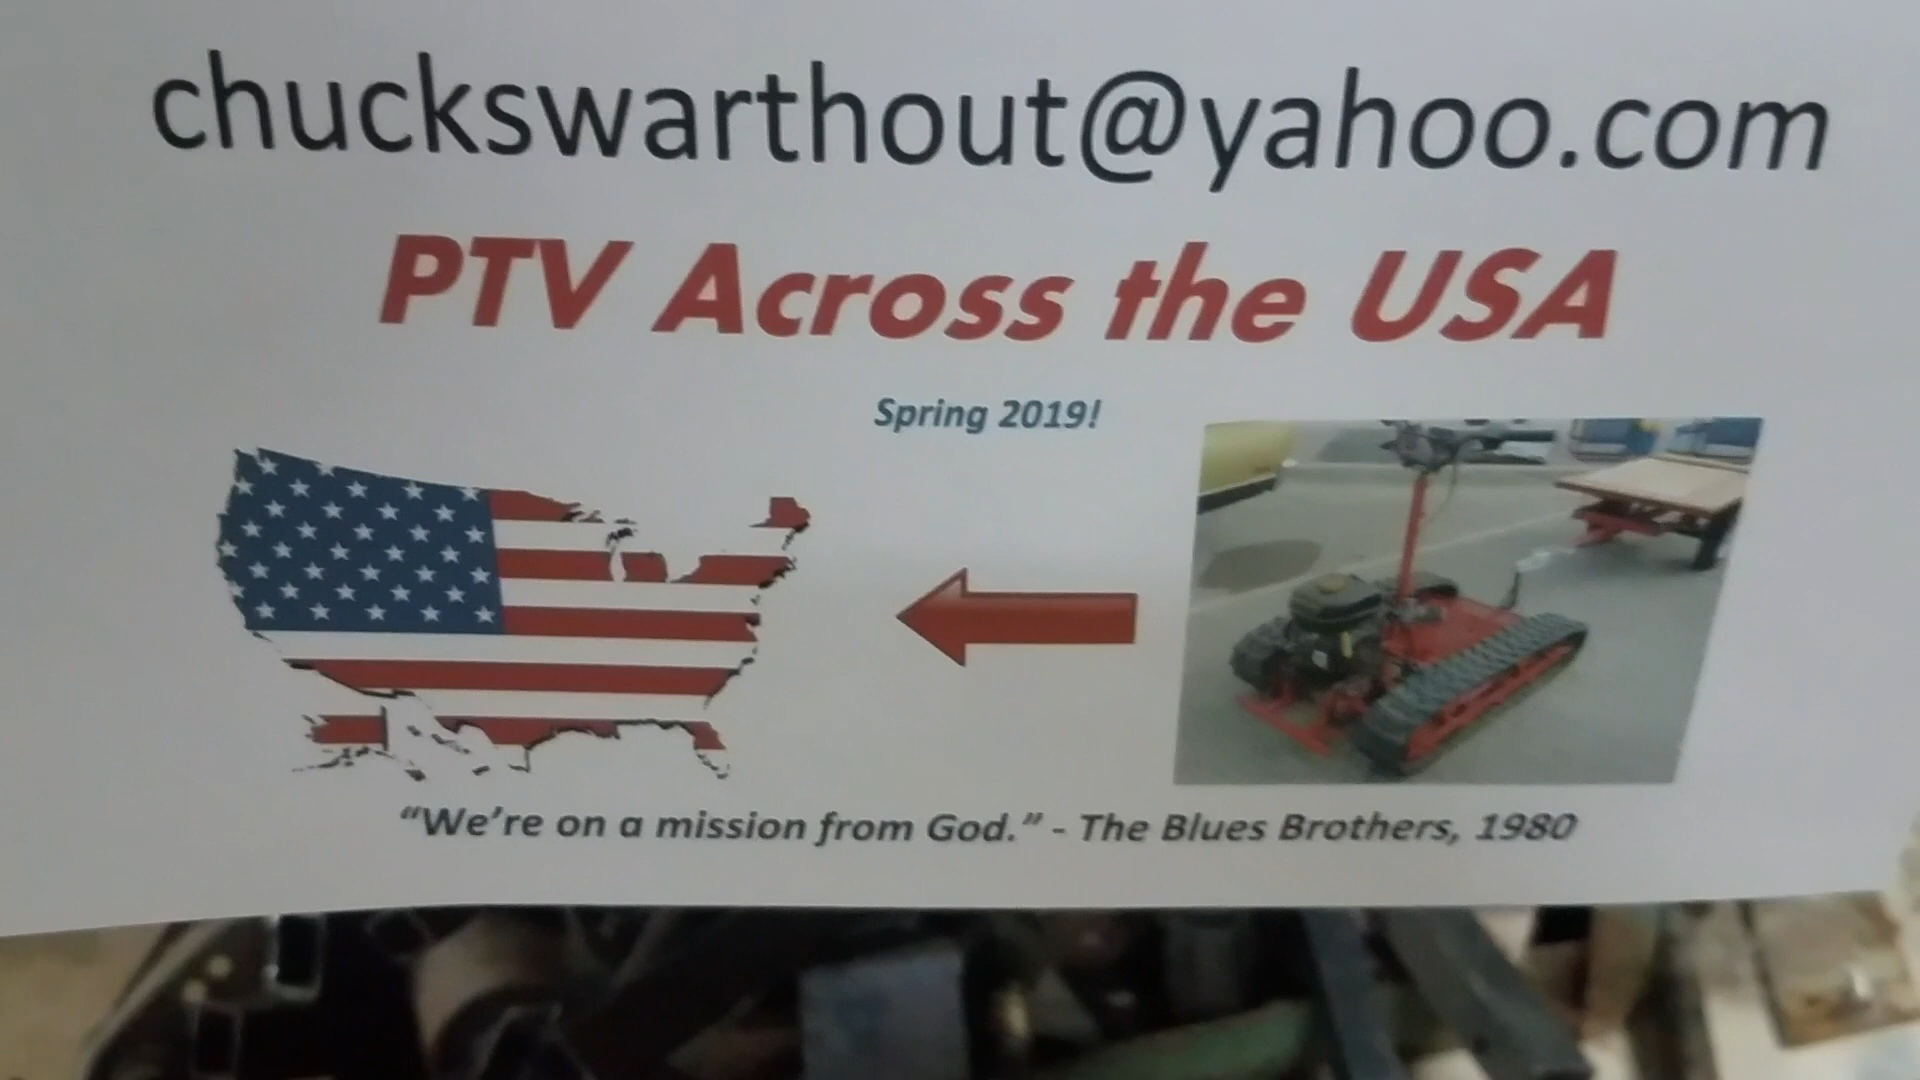 chuckswarthout@yahoo.com
PTV Across the USA
Spring 2019!
“We’re on a mission from God.” - The Blues Brothers, 1980